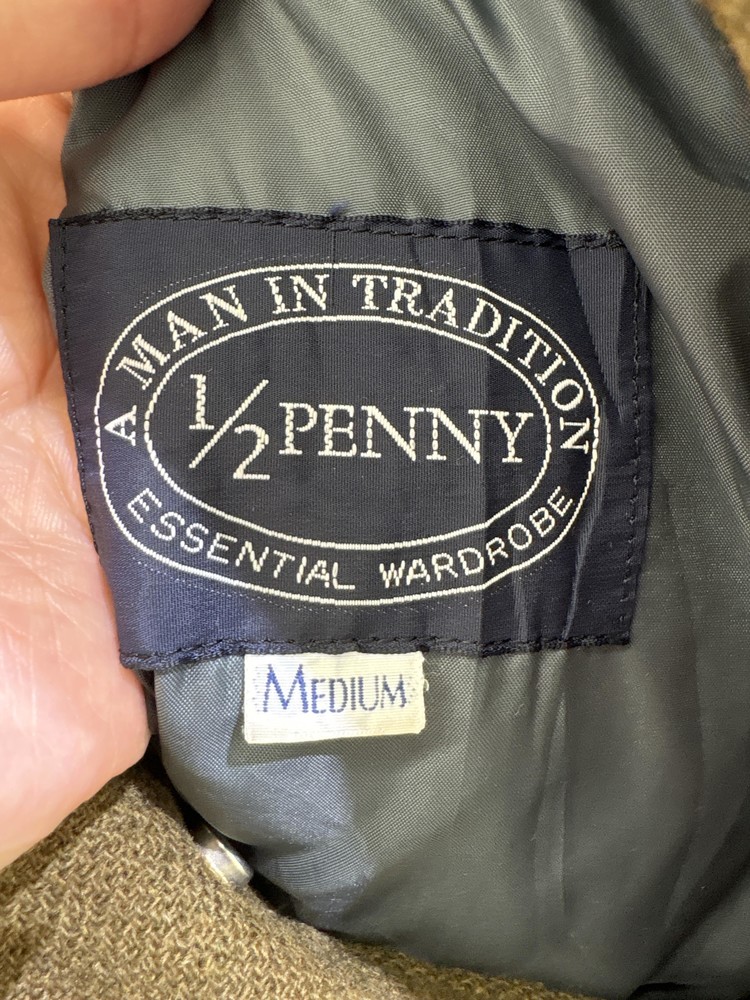 A MAN IN TRADITION
1/2 PENNY
ESSENTIAL WARDROBE
MEDIUM